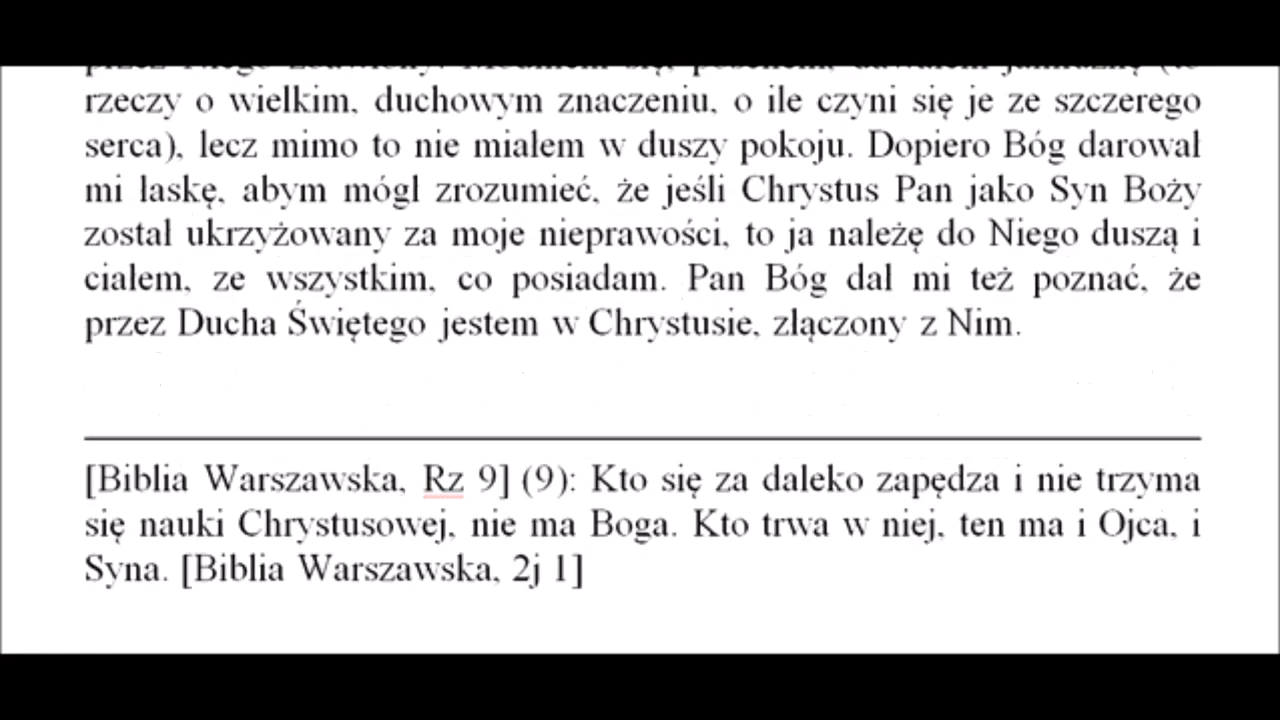 rzeczy o wielkim, duchowym znaczeniu, o ile czyni się je ze szczerego
serca), lecz mimo to nie miałem w duszy pokoju. Dopiero Bóg darował
mi łaskę, abym mógł zrozumieć, że jeśli Chrystus Pan jako Syn Boży
został ukrzyżowany za moje nieprawości, to ja należę do Niego duszą i
ciałem, ze wszystkim, co posiadam. Pan Bóg dał mi też poznać, że
przez Ducha Świętego jestem w Chrystusie, złączony z Nim.
[Biblia Warszawska, Rz 9] (9): Kto się za daleko zapędza i nie trzyma
się nauki Chrystusowej, nie ma Boga. Kto trwa w niej, ten ma i Ojca, i
Syna. [Biblia Warszawska, 2j 1]